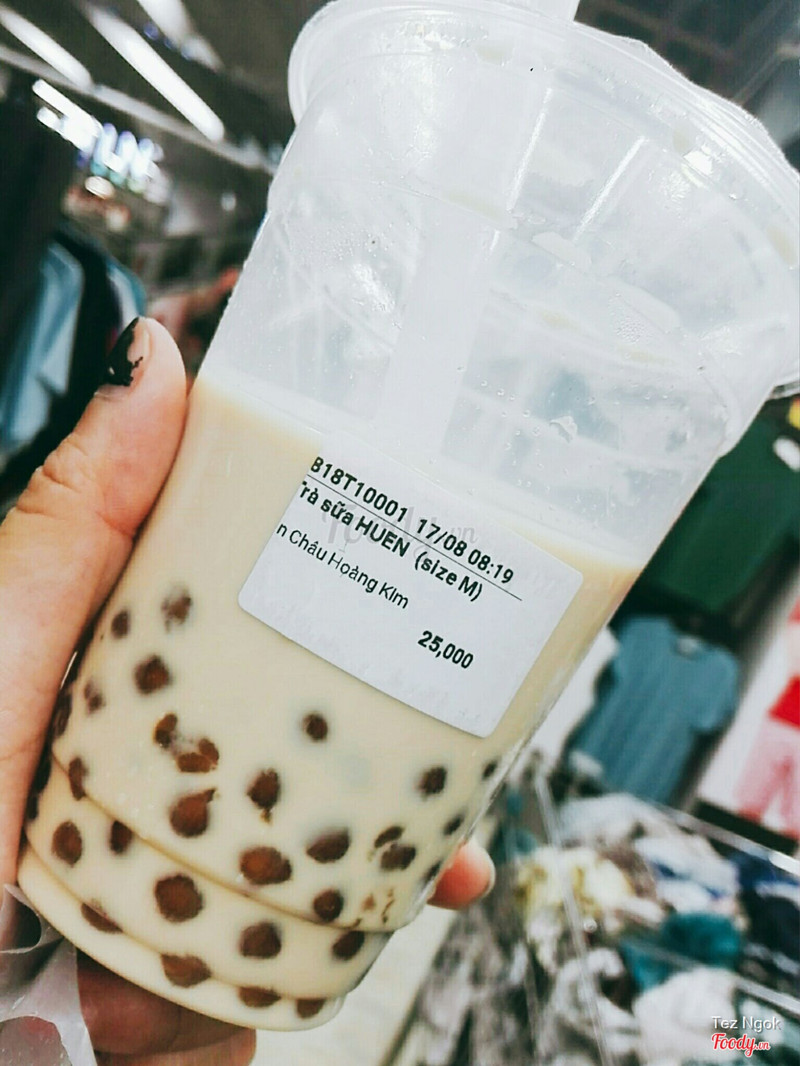 B18T10001 17/08 08:19
Trà sữa HUEN (size M)
n Châu Hoàng Kim
25,000
Tez Ngok
Foody.vn